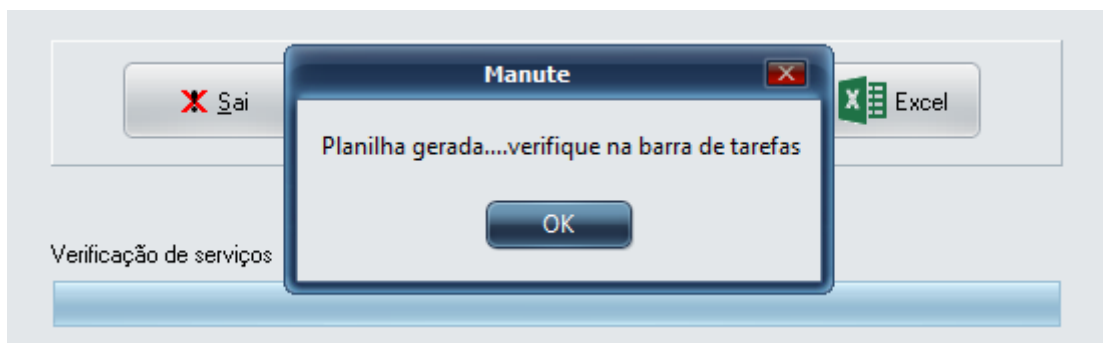 Manute
Sai
Excel
Planilha gerada....verifique na barra de tarefas
OK
Verificação de serviços